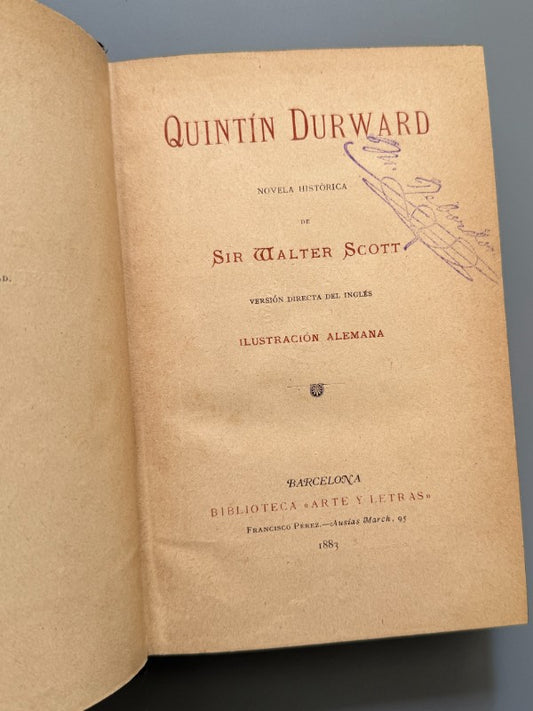 QUINTÍN DURWARD
NOVELA HISTÓRICA
DE
SIR WALTER SCOTT
VERSIÓN DIRECTA DEL INGLÉS
ILUSTRACIÓN ALEMANA
BARCELONA
BIBLIOTECA «ARTE Y LETRAS»
FRANCISCO PÉREZ.—Ausias March, 95
1883